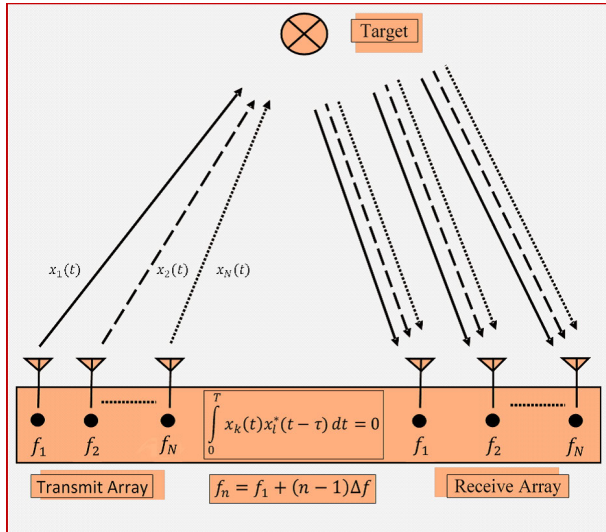 Target
x₁(t) x₂(t) x_N(t)
∫₀ᵀ x_k(t)x_l*(t − τ) dt = 0
f₁ f₂ f_N f₁ f₂ f_N
Transmit Array f_n = f₁ + (n − 1)Δf Receive Array